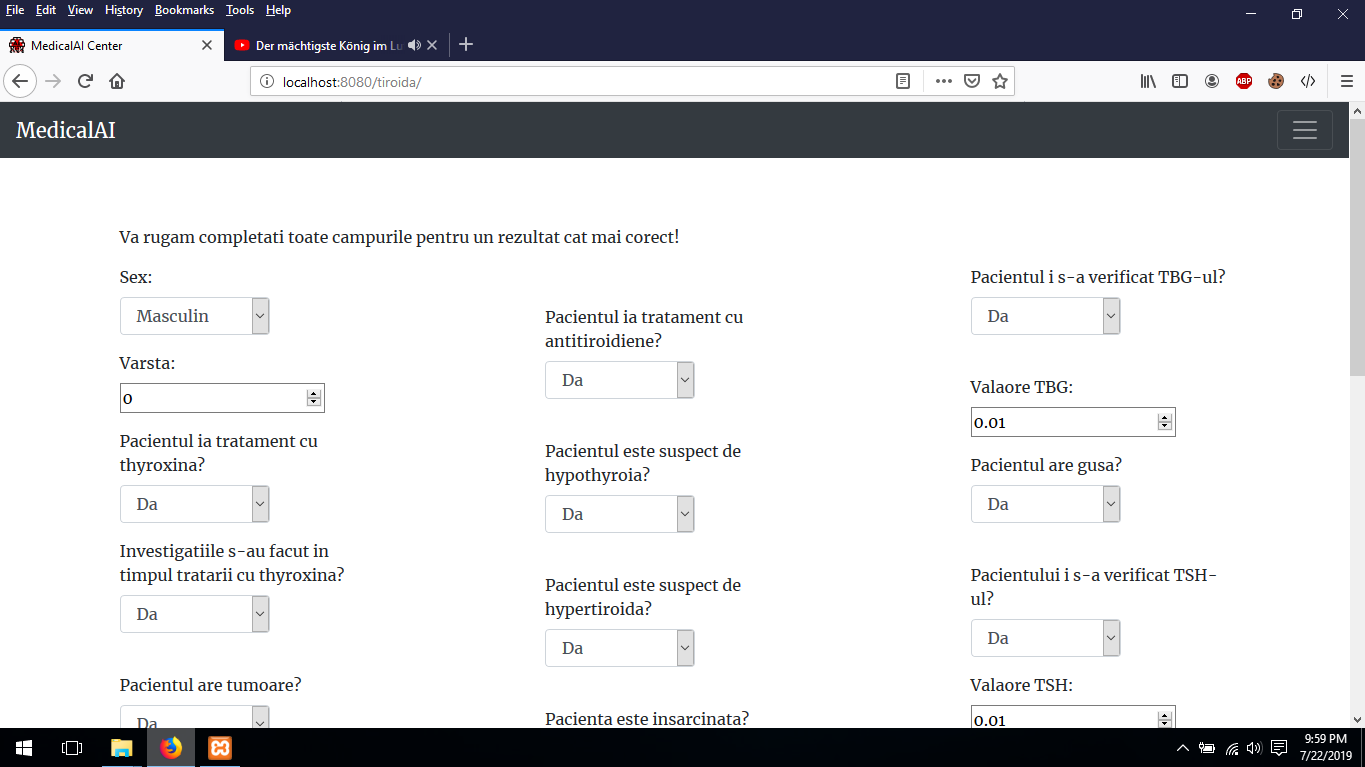 File Edit View History Bookmarks Tools Help
MedicalAI Center
Der mächtigste König im Lu
localhost:8080/tiroida/
ABP
MedicalAI
Va rugam completati toate campurile pentru un rezultat cat mai corect!
Sex:
Masculin
Varsta:
0
Pacientul ia tratament cu
thyroxina?
Da
Investigatiile s-au facut in
timpul tratarii cu thyroxina?
Da
Pacientul are tumoare?
Da
Pacientul ia tratament cu
antitiroidiene?
Da
Pacientul este suspect de
hypothyroia?
Da
Pacientul este suspect de
hypertiroida?
Da
Pacienta este insarcinata?
Pacientul i s-a verificat TBG-ul?
Da
Valaore TBG:
0.01
Pacientul are gusa?
Da
Pacientului i s-a verificat TSH-
ul?
Da
Valaore TSH:
0.01
9:59 PM
7/22/2019